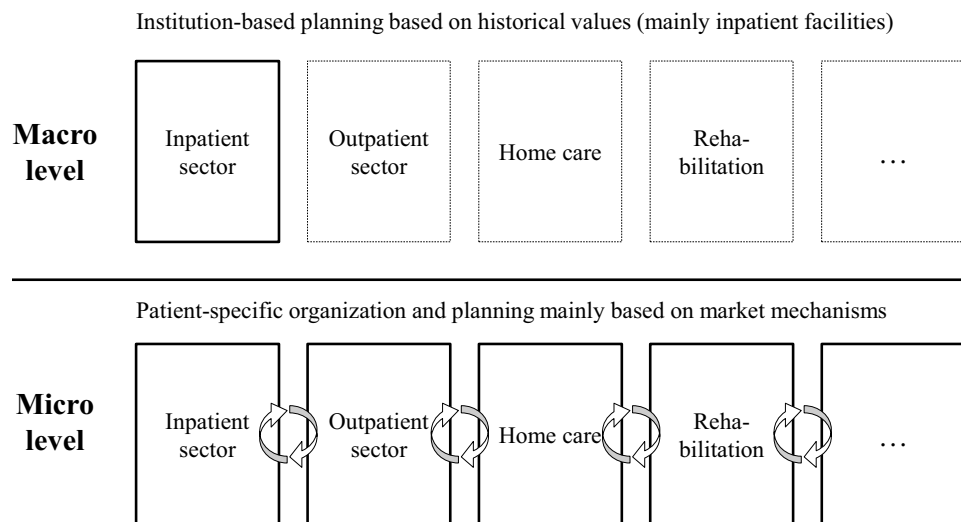 Institution-based planning based on historical values (mainly inpatient facilities)
Macro
level
Inpatient
sector
Outpatient
sector
Home care
Reha-
bilitation
...
Patient-specific organization and planning mainly based on market mechanisms
Micro
level
Inpatient
sector
Outpatient
sector
Home care
Reha-
bilitation
...